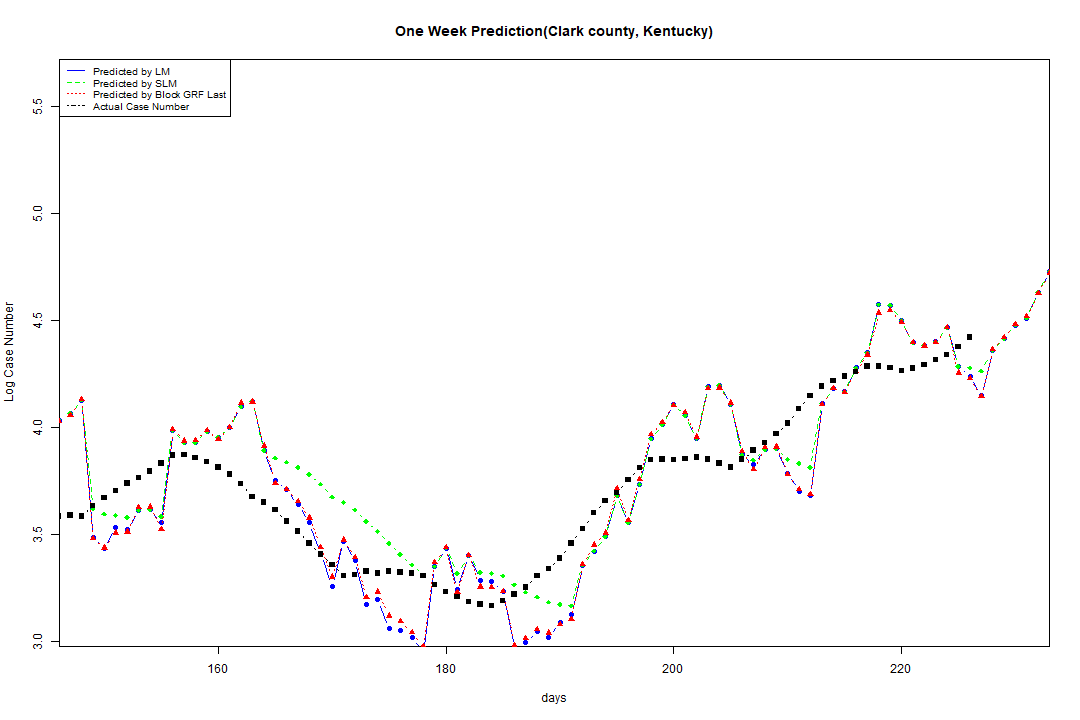 One Week Prediction(Clark county, Kentucky)
Predicted by LM
Predicted by SLM
Predicted by Block GRF Last
Actual Case Number
5.5
5.0
4.5
4.0
3.5
3.0
Log Case Number
160 180 200 220
days